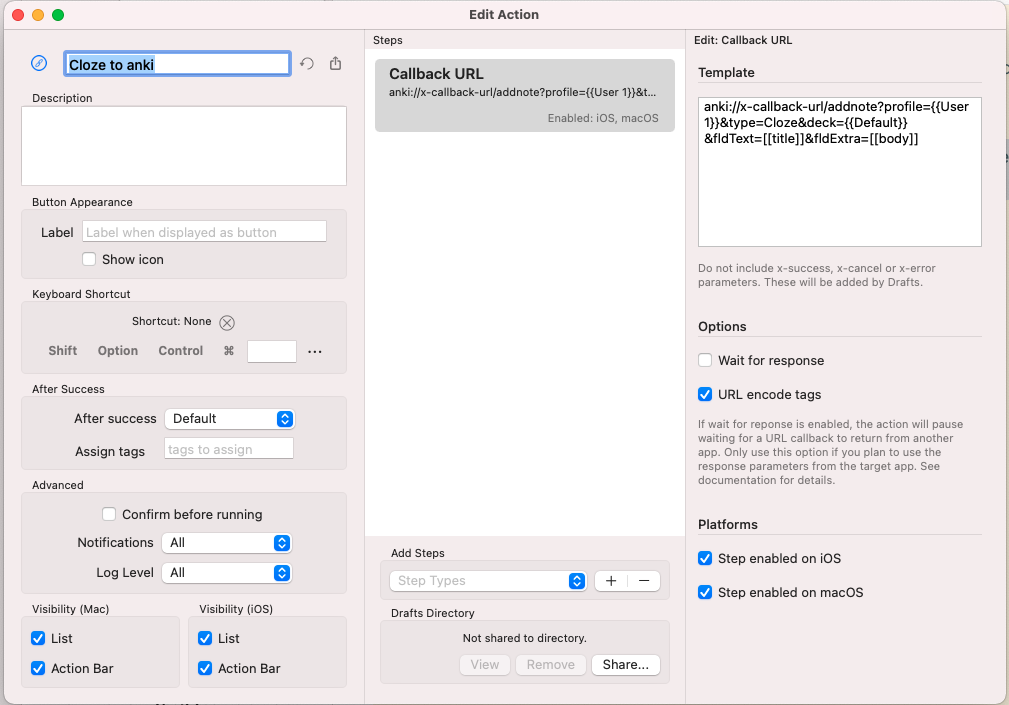 Edit Action
Cloze to anki
Description
Button Appearance
Label
Label when displayed as button
Show icon
Keyboard Shortcut
Shortcut: None
Shift Option Control ⌘ ...
After Success
After success Default
Assign tags tags to assign
Advanced
Confirm before running
Notifications All
Log Level All
Visibility (Mac)
List
Action Bar
Visibility (iOS)
List
Action Bar
Steps
Callback URL
anki://x-callback-url/addnote?profile={{User 1}}&t...
Enabled: iOS, macOS
Add Steps
Step Types
+ −
Drafts Directory
Not shared to directory.
View Remove Share...
Edit: Callback URL
Template
anki://x-callback-url/addnote?profile={{User
1}}&type=Cloze&deck={{Default}}
&fldText=[[title]]&fldExtra=[[body]]
Do not include x-success, x-cancel or x-error
parameters. These will be added by Drafts.
Options
Wait for response
URL encode tags
If wait for reponse is enabled, the action will pause
waiting for a URL callback to return from another
app. Only use this option if you plan to use the
response parameters from the target app. See
documentation for details.
Platforms
Step enabled on iOS
Step enabled on macOS